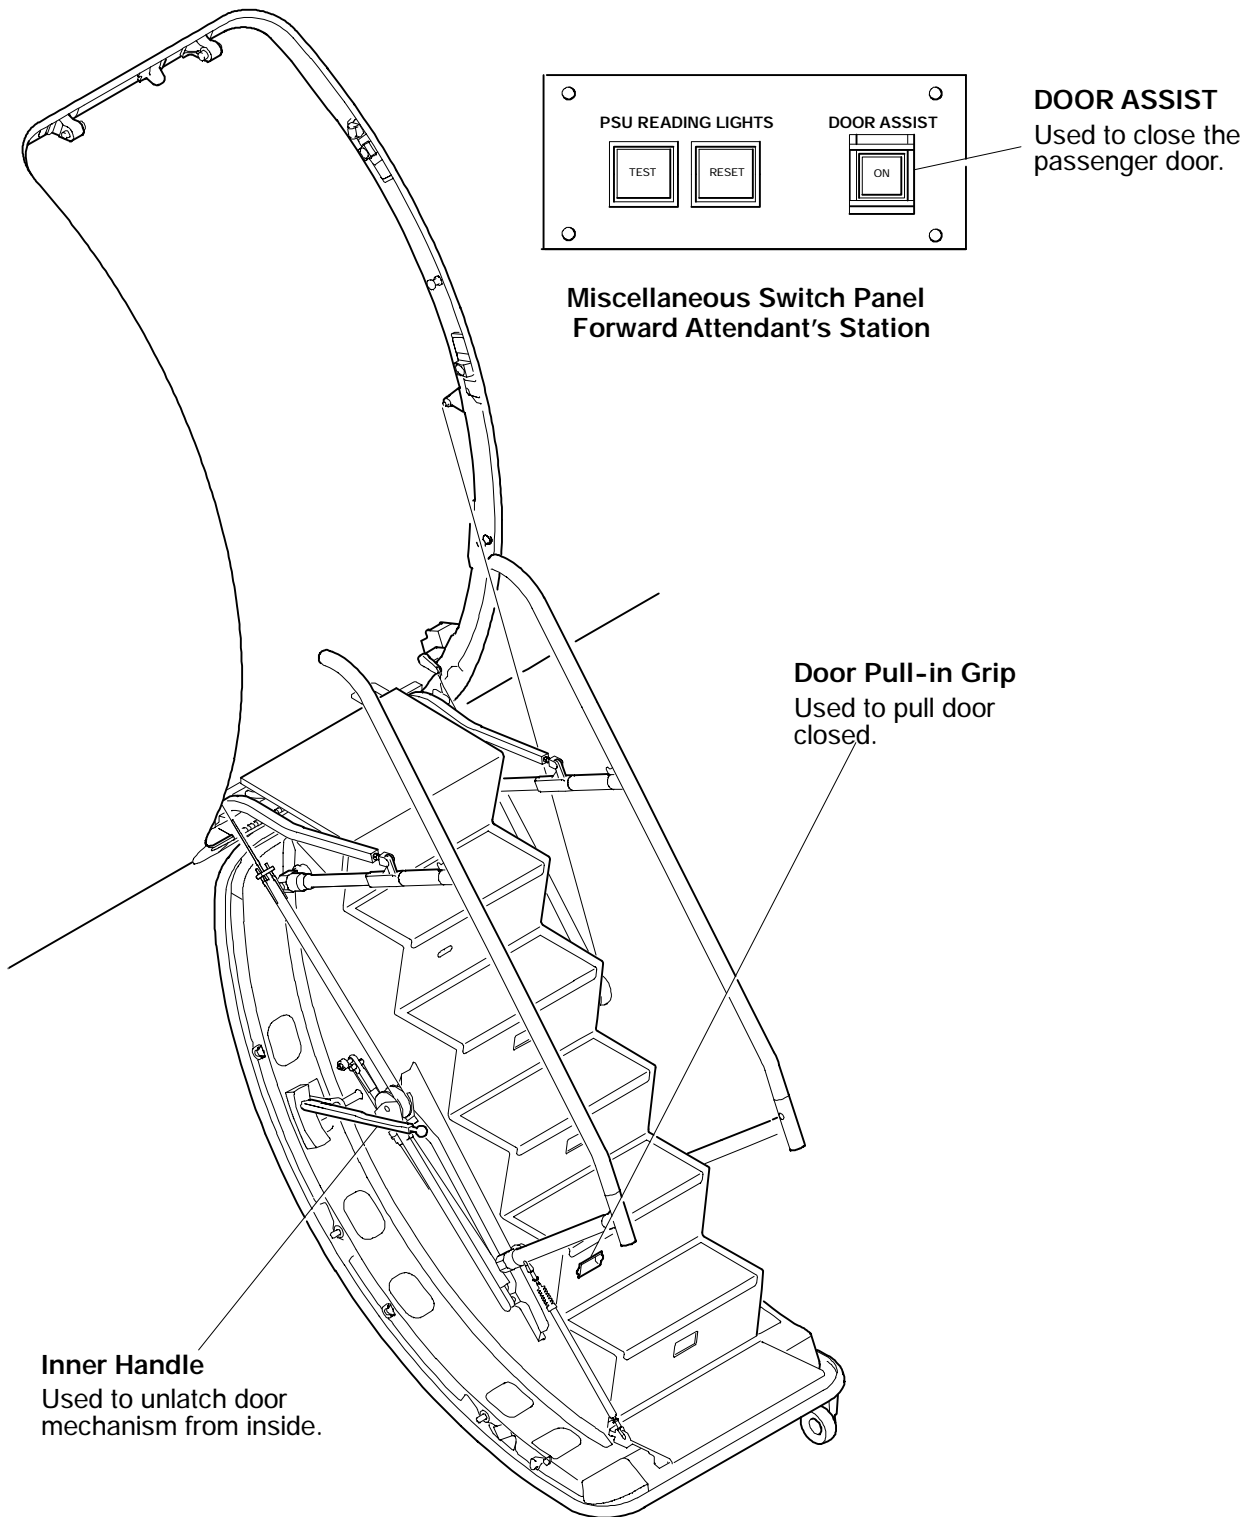 PSU READING LIGHTS
DOOR ASSIST
TEST
RESET
ON
DOOR ASSIST
Used to close the
passenger door.
Miscellaneous Switch Panel
Forward Attendant's Station
Door Pull-in Grip
Used to pull door
closed.
Inner Handle
Used to unlatch door
mechanism from inside.